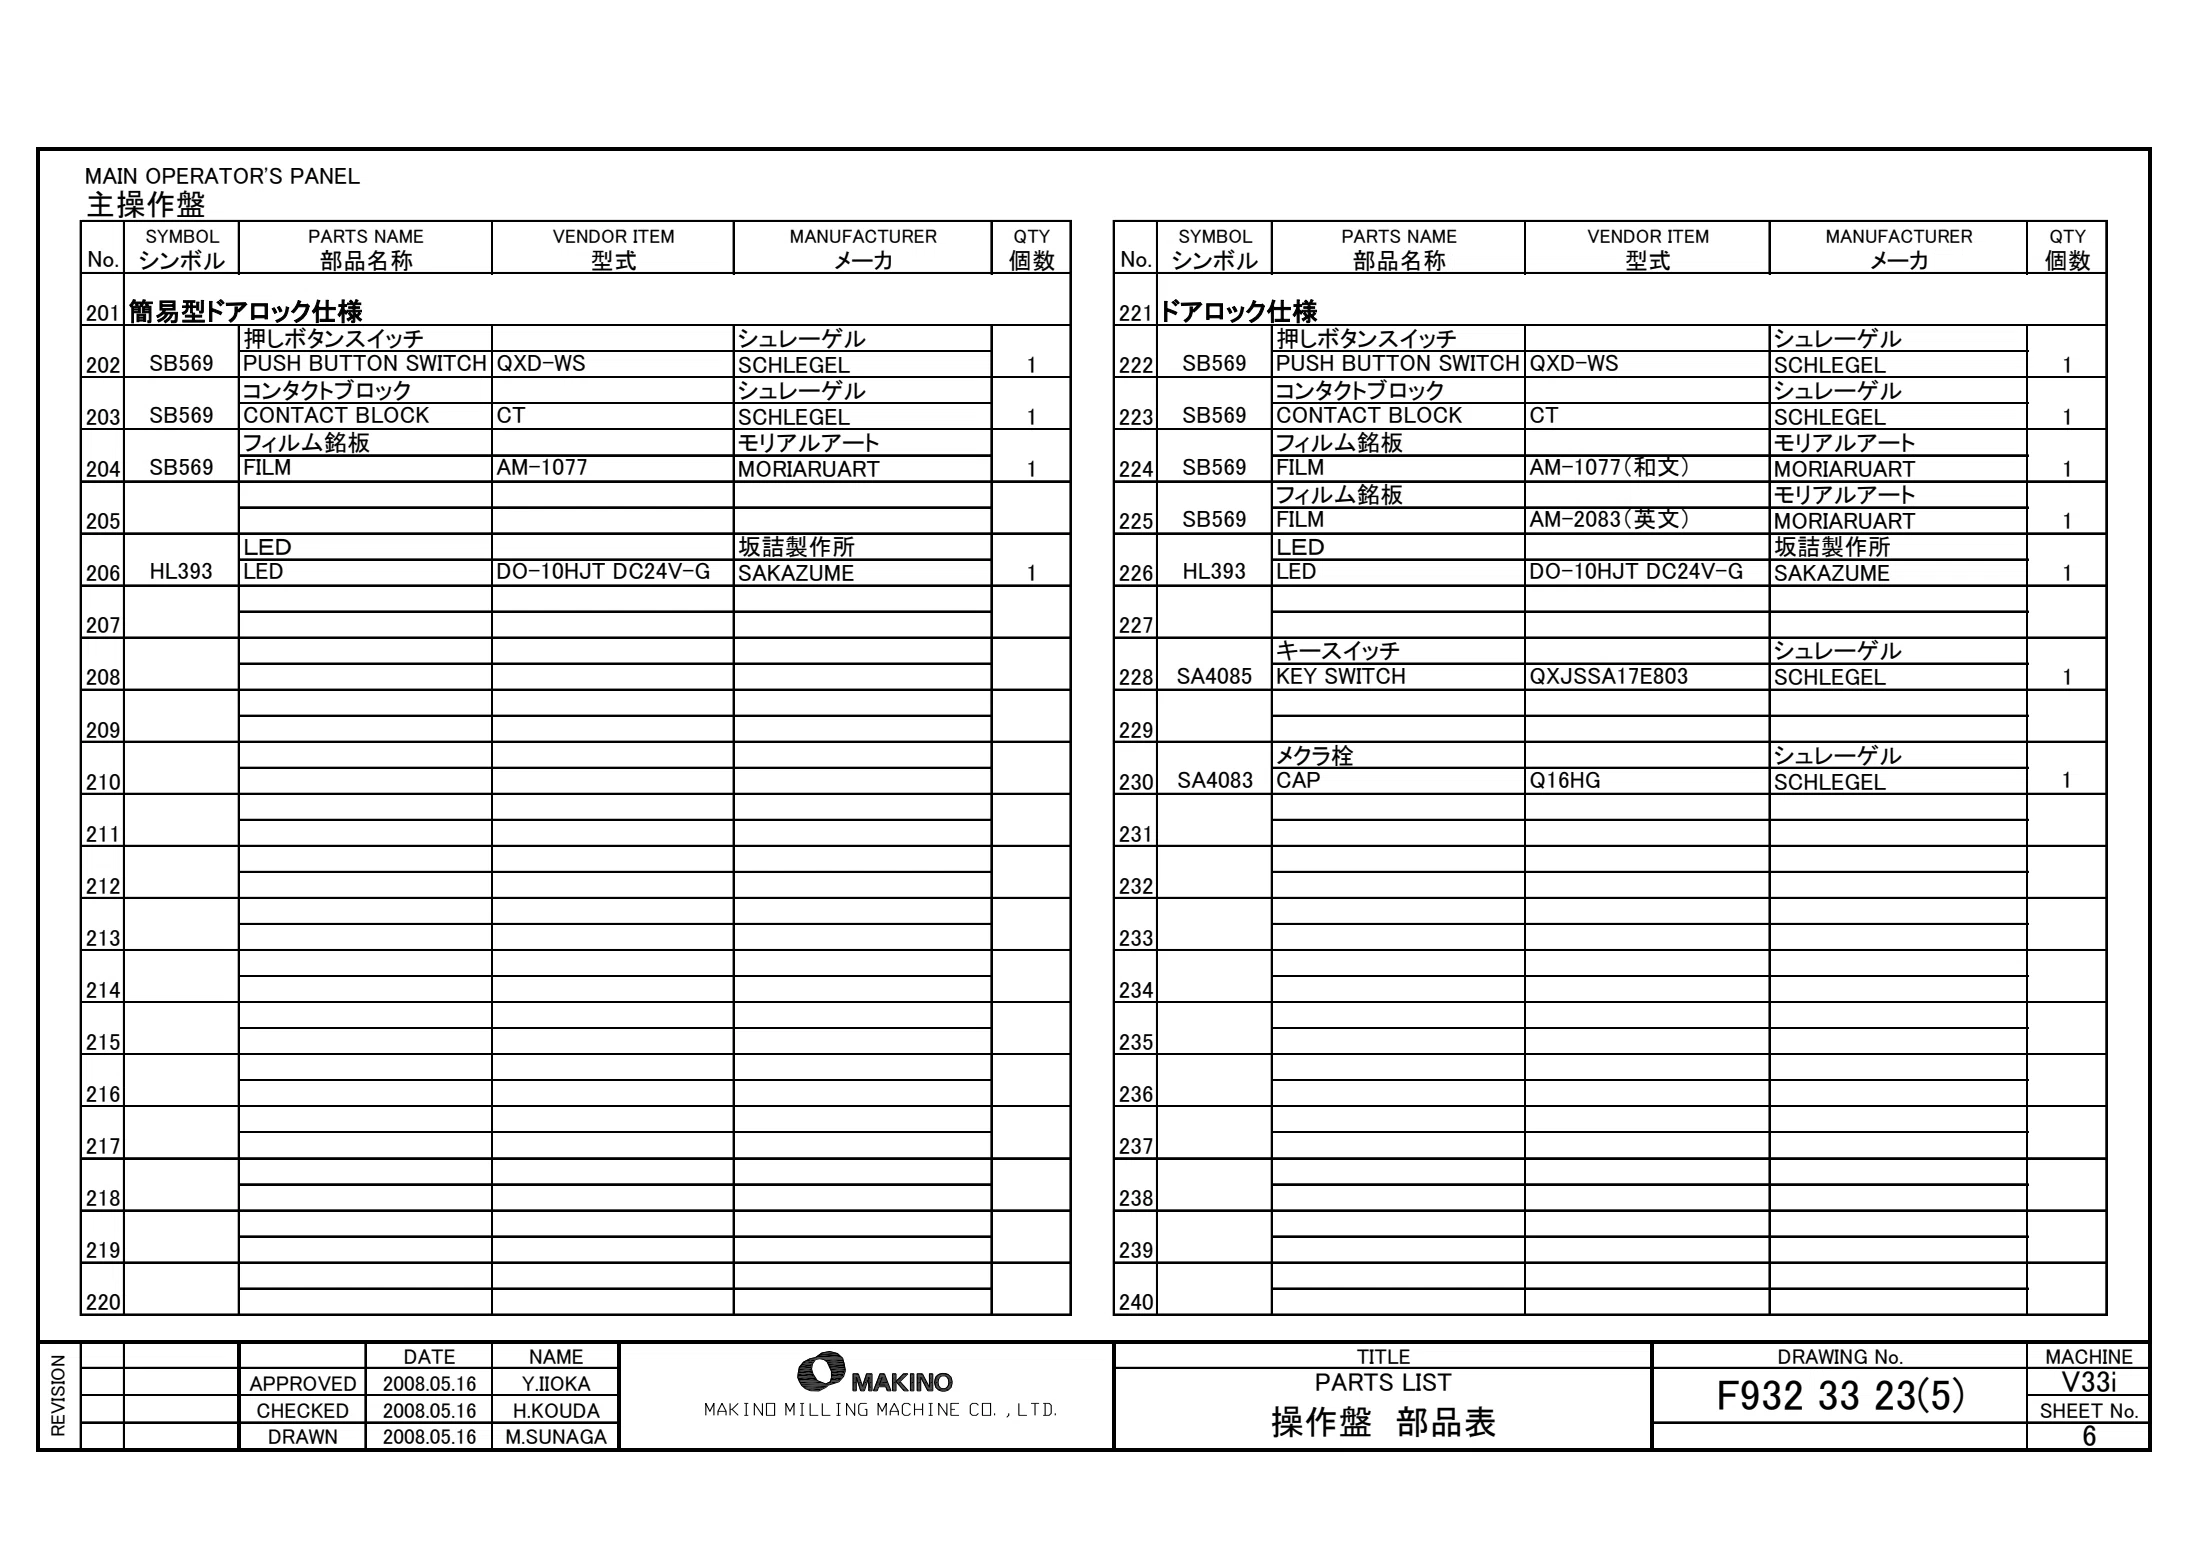 MAIN OPERATOR'S PANEL
主操作盤
No. SYMBOL シンボル PARTS NAME 部品名称 VENDOR ITEM 型式 MANUFACTURER メーカ QTY 個数
201 簡易型ドアロック仕様
押しボタンスイッチ シュレーゲル
202 SB569 PUSH BUTTON SWITCH QXD-WS SCHLEGEL 1
コンタクトブロック シュレーゲル
203 SB569 CONTACT BLOCK CT SCHLEGEL 1
フィルム銘板 モリアルアート
204 SB569 FILM AM-1077 MORIARUART 1
205
LED 坂詰製作所
206 HL393 LED DO-10HJT DC24V-G SAKAZUME 1
207
208
209
210
211
212
213
214
215
216
217
218
219
220
No. SYMBOL シンボル PARTS NAME 部品名称 VENDOR ITEM 型式 MANUFACTURER メーカ QTY 個数
221 ドアロック仕様
押しボタンスイッチ シュレーゲル
222 SB569 PUSH BUTTON SWITCH QXD-WS SCHLEGEL 1
コンタクトブロック シュレーゲル
223 SB569 CONTACT BLOCK CT SCHLEGEL 1
フィルム銘板 モリアルアート
224 SB569 FILM AM-1077(和文) MORIARUART 1
フィルム銘板 モリアルアート
225 SB569 FILM AM-2083(英文) MORIARUART 1
LED 坂詰製作所
226 HL393 LED DO-10HJT DC24V-G SAKAZUME 1
227
キースイッチ シュレーゲル
228 SA4085 KEY SWITCH QXJSSA17E803 SCHLEGEL 1
229
メクラ栓 シュレーゲル
230 SA4083 CAP Q16HG SCHLEGEL 1
231
232
233
234
235
236
237
238
239
240
REVISION
DATE NAME
APPROVED 2008.05.16 Y.IIOKA
CHECKED 2008.05.16 H.KOUDA
DRAWN 2008.05.16 M.SUNAGA
MAKINO
MAKINO MILLING MACHINE CO. , LTD.
TITLE
PARTS LIST
操作盤 部品表
DRAWING No.
F932 33 23(5)
MACHINE
V33i
SHEET No.
6